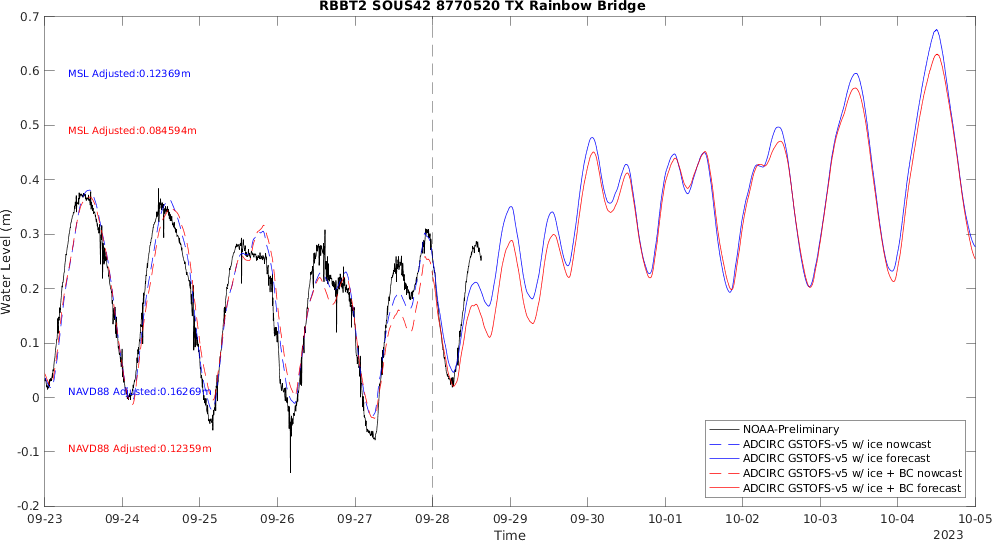 RBBT2 SOUS42 8770520 TX Rainbow Bridge
0.7
0.6
0.5
0.4
0.3
0.2
0.1
0
-0.1
-0.2
Water Level (m)
MSL Adjusted:0.12369m
MSL Adjusted:0.084594m
NAVD88 Adjusted:0.16269m
NAVD88 Adjusted:0.12359m
NOAA-Preliminary
ADCIRC GSTOFS-v5 w/ ice nowcast
ADCIRC GSTOFS-v5 w/ ice forecast
ADCIRC GSTOFS-v5 w/ ice + BC nowcast
ADCIRC GSTOFS-v5 w/ ice + BC forecast
09-23 09-24 09-25 09-26 09-27 09-28 09-29 09-30 10-01 10-02 10-03 10-04 10-05
Time
2023